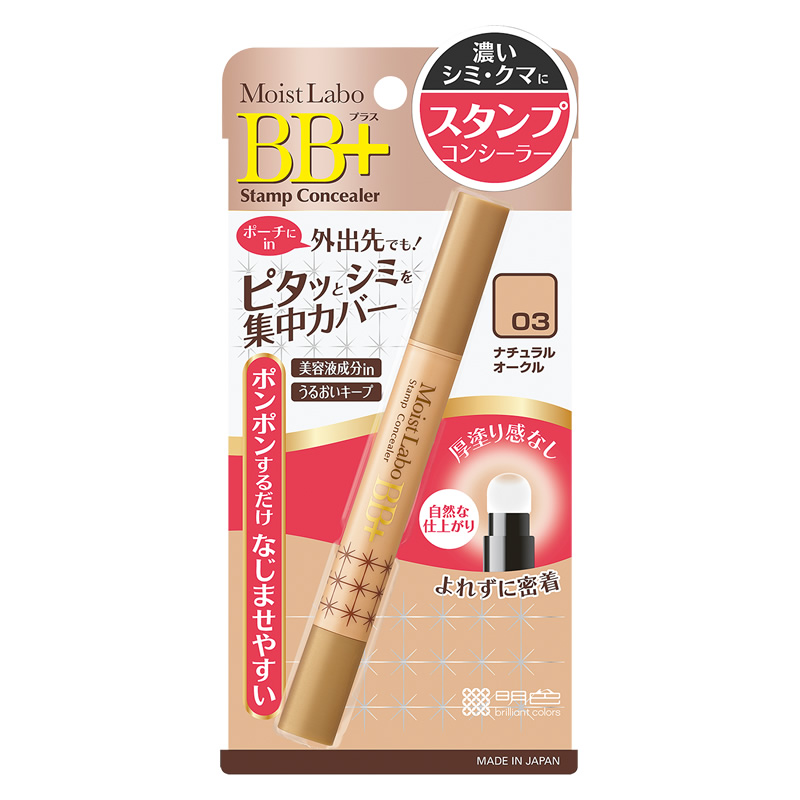 濃い
シミ・クマに
スタンプ
コンシーラー
Moist Labo
BB+
プラス
Stamp Concealer
ポーチに
in
外出先でも!
ピタッとシミを
集中カバー
03
ナチュラル
オークル
美容液成分in
うるおいキープ
ポンポンするだけ なじませやすい
Moist Labo BB+
Stamp Concealer
厚塗り感なし
自然な
仕上がり
よれずに密着
明色
brilliant colors
MADE IN JAPAN